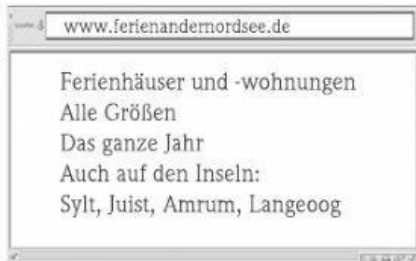 www.ferienandernordsee.de
Ferienhäuser und -wohnungen
Alle Größen
Das ganze Jahr
Auch auf den Inseln:
Sylt, Juist, Amrum, Langeoog